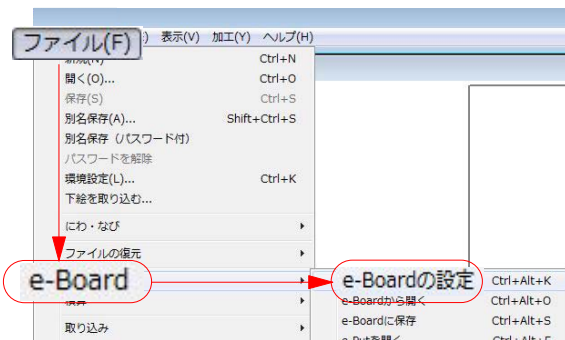 ファイル(F) 表示(V) 加工(Y) ヘルプ(H)
Ctrl+N
開く(O)... Ctrl+O
保存(S) Ctrl+S
別名保存(A)... Shift+Ctrl+S
別名保存（パスワード付）
パスワードを解除
環境設定(L)... Ctrl+K
下絵を取り込む...
にわ・なび
ファイルの復元
e-Board e-Boardの設定 Ctrl+Alt+K
e-Boardから開く Ctrl+Alt+O
積算 e-Boardに保存 Ctrl+Alt+S
取り込み